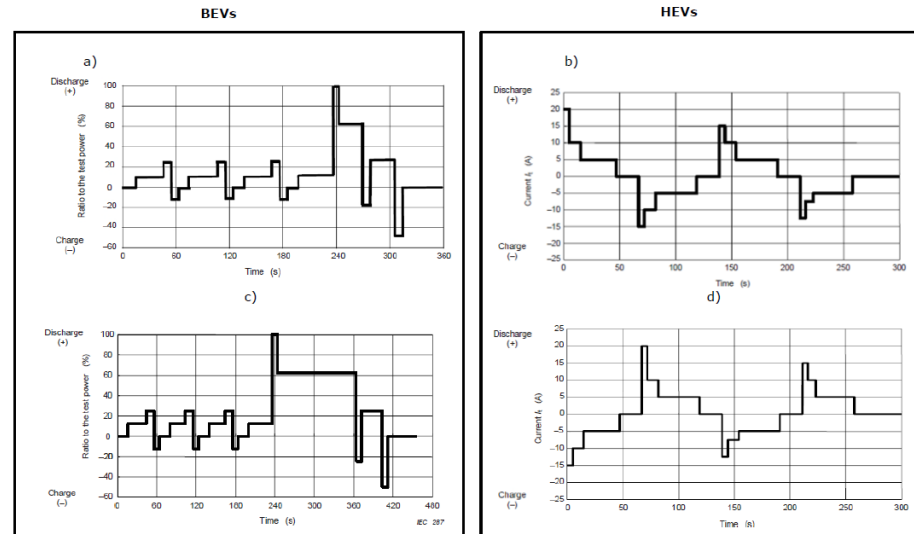 BEVs
HEVs
a)
Discharge
(+)
Ratio to the test power (%)
Charge
(–)
100
80
60
40
20
0
–20
–40
–60
0 60 120 180 240 300 360
Time (s)
b)
Discharge
(+)
Current It (A)
Charge
(–)
25
20
15
10
5
0
–5
–10
–15
–20
–25
0 50 100 150 200 250 300
Time (s)
c)
Discharge
(+)
Ratio to the test power (%)
Charge
(–)
100
80
60
40
20
0
–20
–40
–60
0 60 120 180 240 300 360 420 480
Time (s)
IEC 287
d)
Discharge
(+)
Current It (A)
Charge
(–)
25
20
15
10
5
0
–5
–10
–15
–20
–25
0 50 100 150 200 250 300
Time (s)